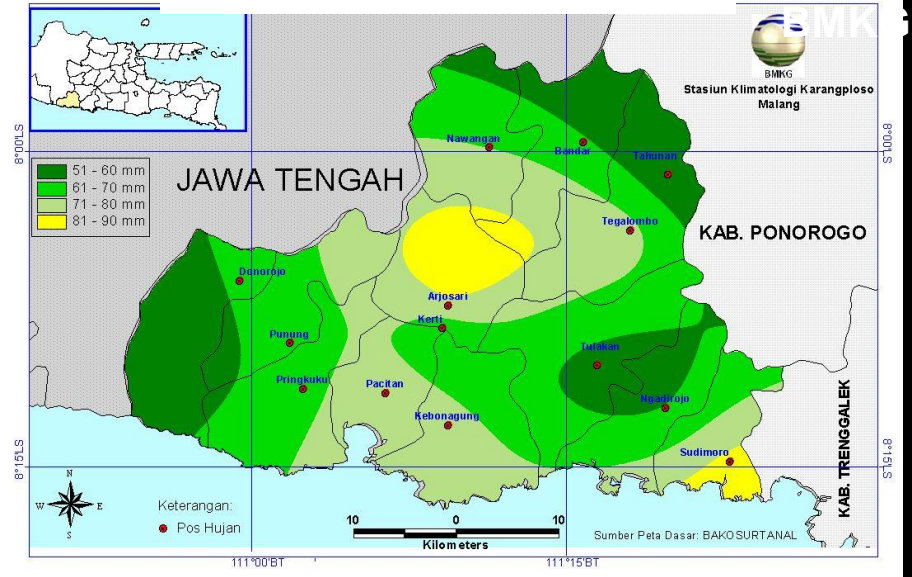 BMKG
BMKG
Stasiun Klimatologi Karangploso
Malang
8°00'LS
8°00'LS
51 - 60 mm
61 - 70 mm
71 - 80 mm
81 - 90 mm
JAWA TENGAH
Nawangan
Bandar
Tahunan
Tegalombo
KAB. PONOROGO
Donorojo
Arjosari
Kerti
Punung
Tulakan
Pringkuku
Pacitan
Ngadirojo
Kebonagung
Sudimoro
KAB. TRENGGALEK
8°15'LS
8°15'LS
N
W E
S
Keterangan:
Pos Hujan
10 0 10
Kilometers
Sumber Peta Dasar: BAKOSURTANAL
111°00'BT
111°15'BT